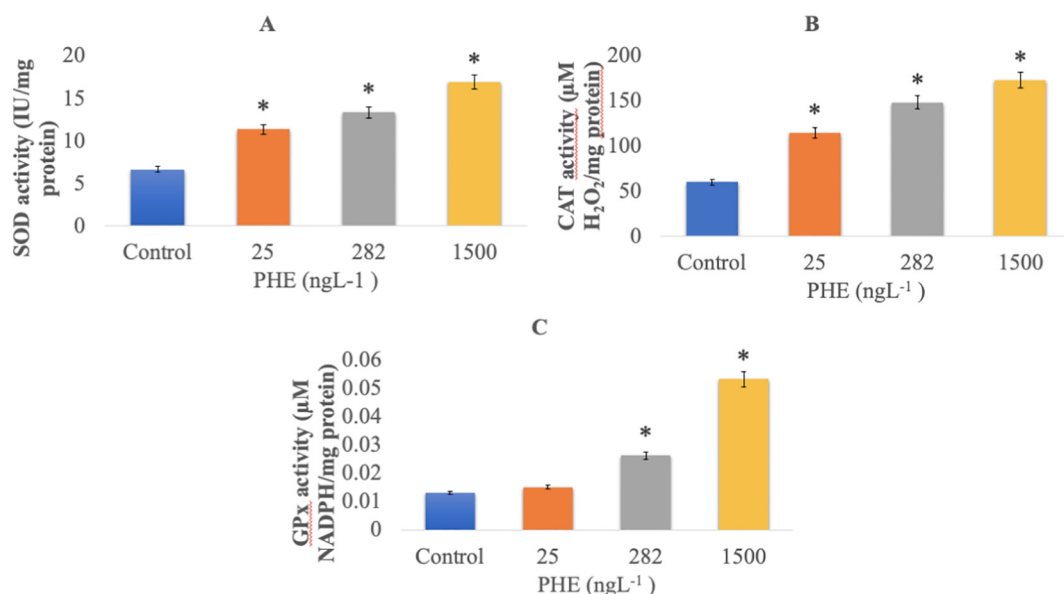 A
SOD activity (IU/mg
protein)
20
15
10
5
0
*
*
*
Control 25 282 1500
PHE (ngL-1 )
B
CAT activity (µM
H₂O₂/mg protein)
200
150
100
50
0
*
*
*
Control 25 282 1500
PHE (ngL⁻¹ )
C
GPx activity (µM
NADPH/mg protein)
0.06
0.05
0.04
0.03
0.02
0.01
0
*
*
Control 25 282 1500
PHE (ngL⁻¹ )